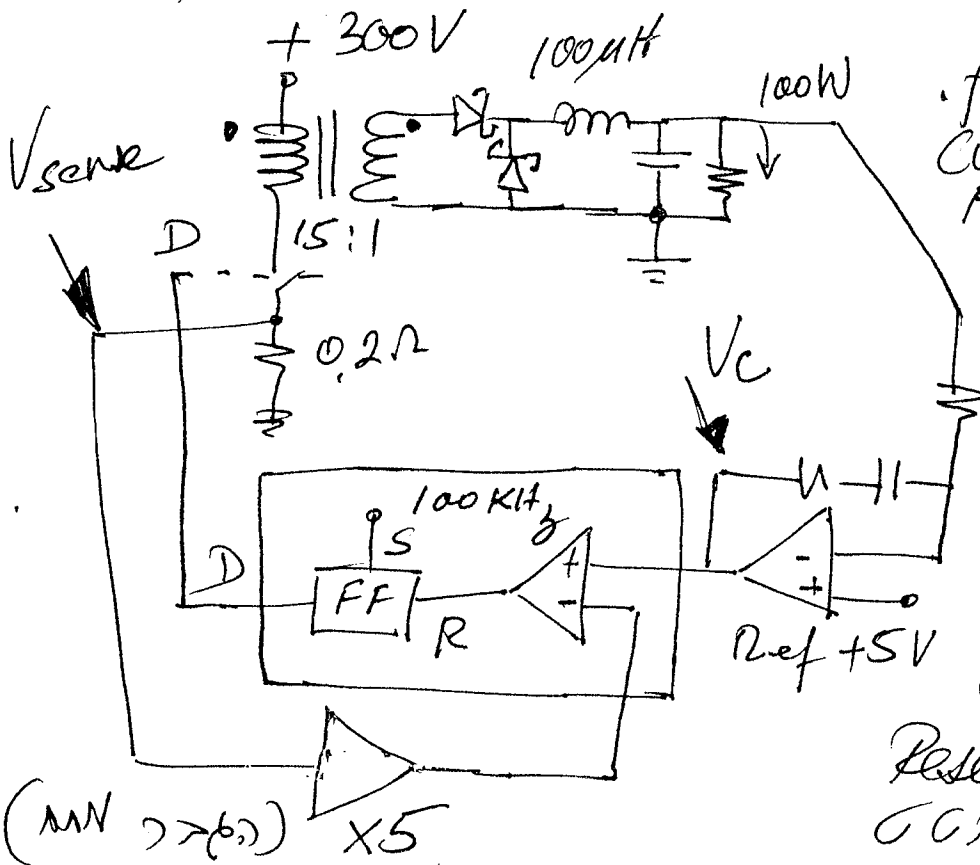 + 300V
100μH
100W
Vsense
D
15:1
0.2Ω
Vc
100KHz
S
D
FF
R
+
-
-
+
Ref +5V
X5